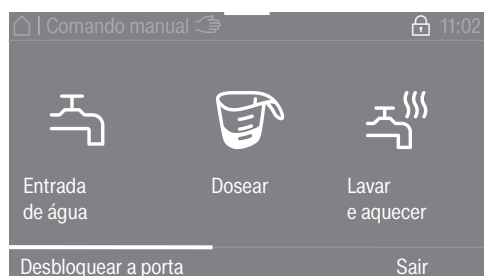 | Comando manual 11:02
Entrada
de água
Dosear
Lavar
e aquecer
Desbloquear a porta Sair